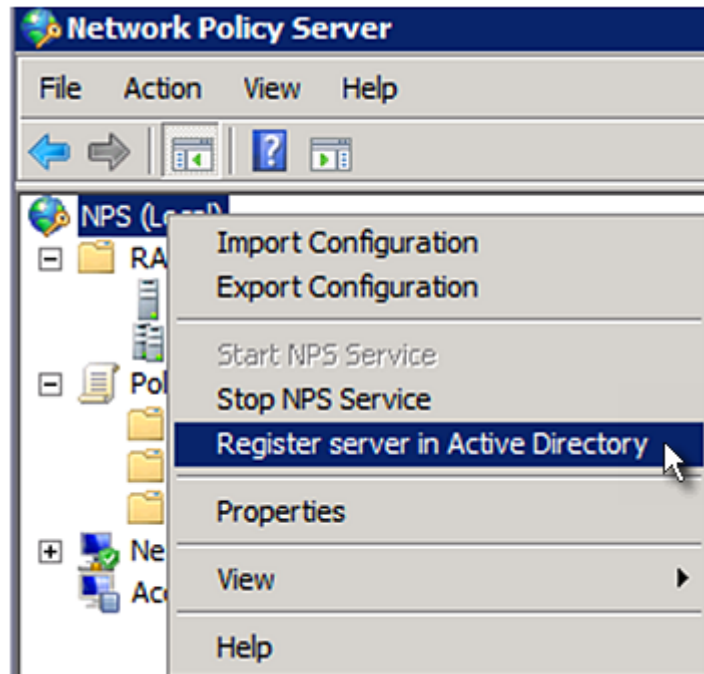 Network Policy Server
File Action View Help
NPS (Local)
Import Configuration
RA
Export Configuration
Start NPS Service
Pol
Stop NPS Service
Register server in Active Directory
Properties
Ne
View
Acc
Help